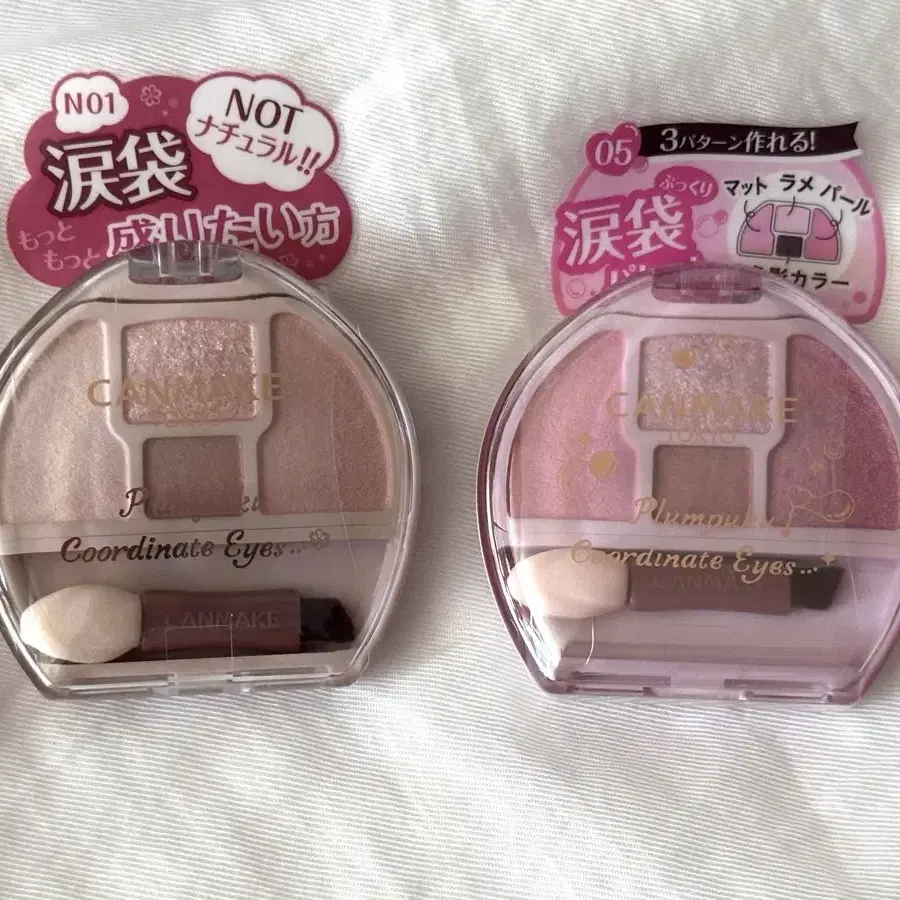 N01
NOT
ナチュラル!!
涙袋
もっと
もっと
成りたい方
CANMAKE
Coordinate Eyes...
CANMAKE
05
3パターン作れる!
ぷっくり
涙袋
マット ラメ パール
カラー
CANMAKE
TOKYO
Plumpuku
Coordinate Eyes...
CANMAKE